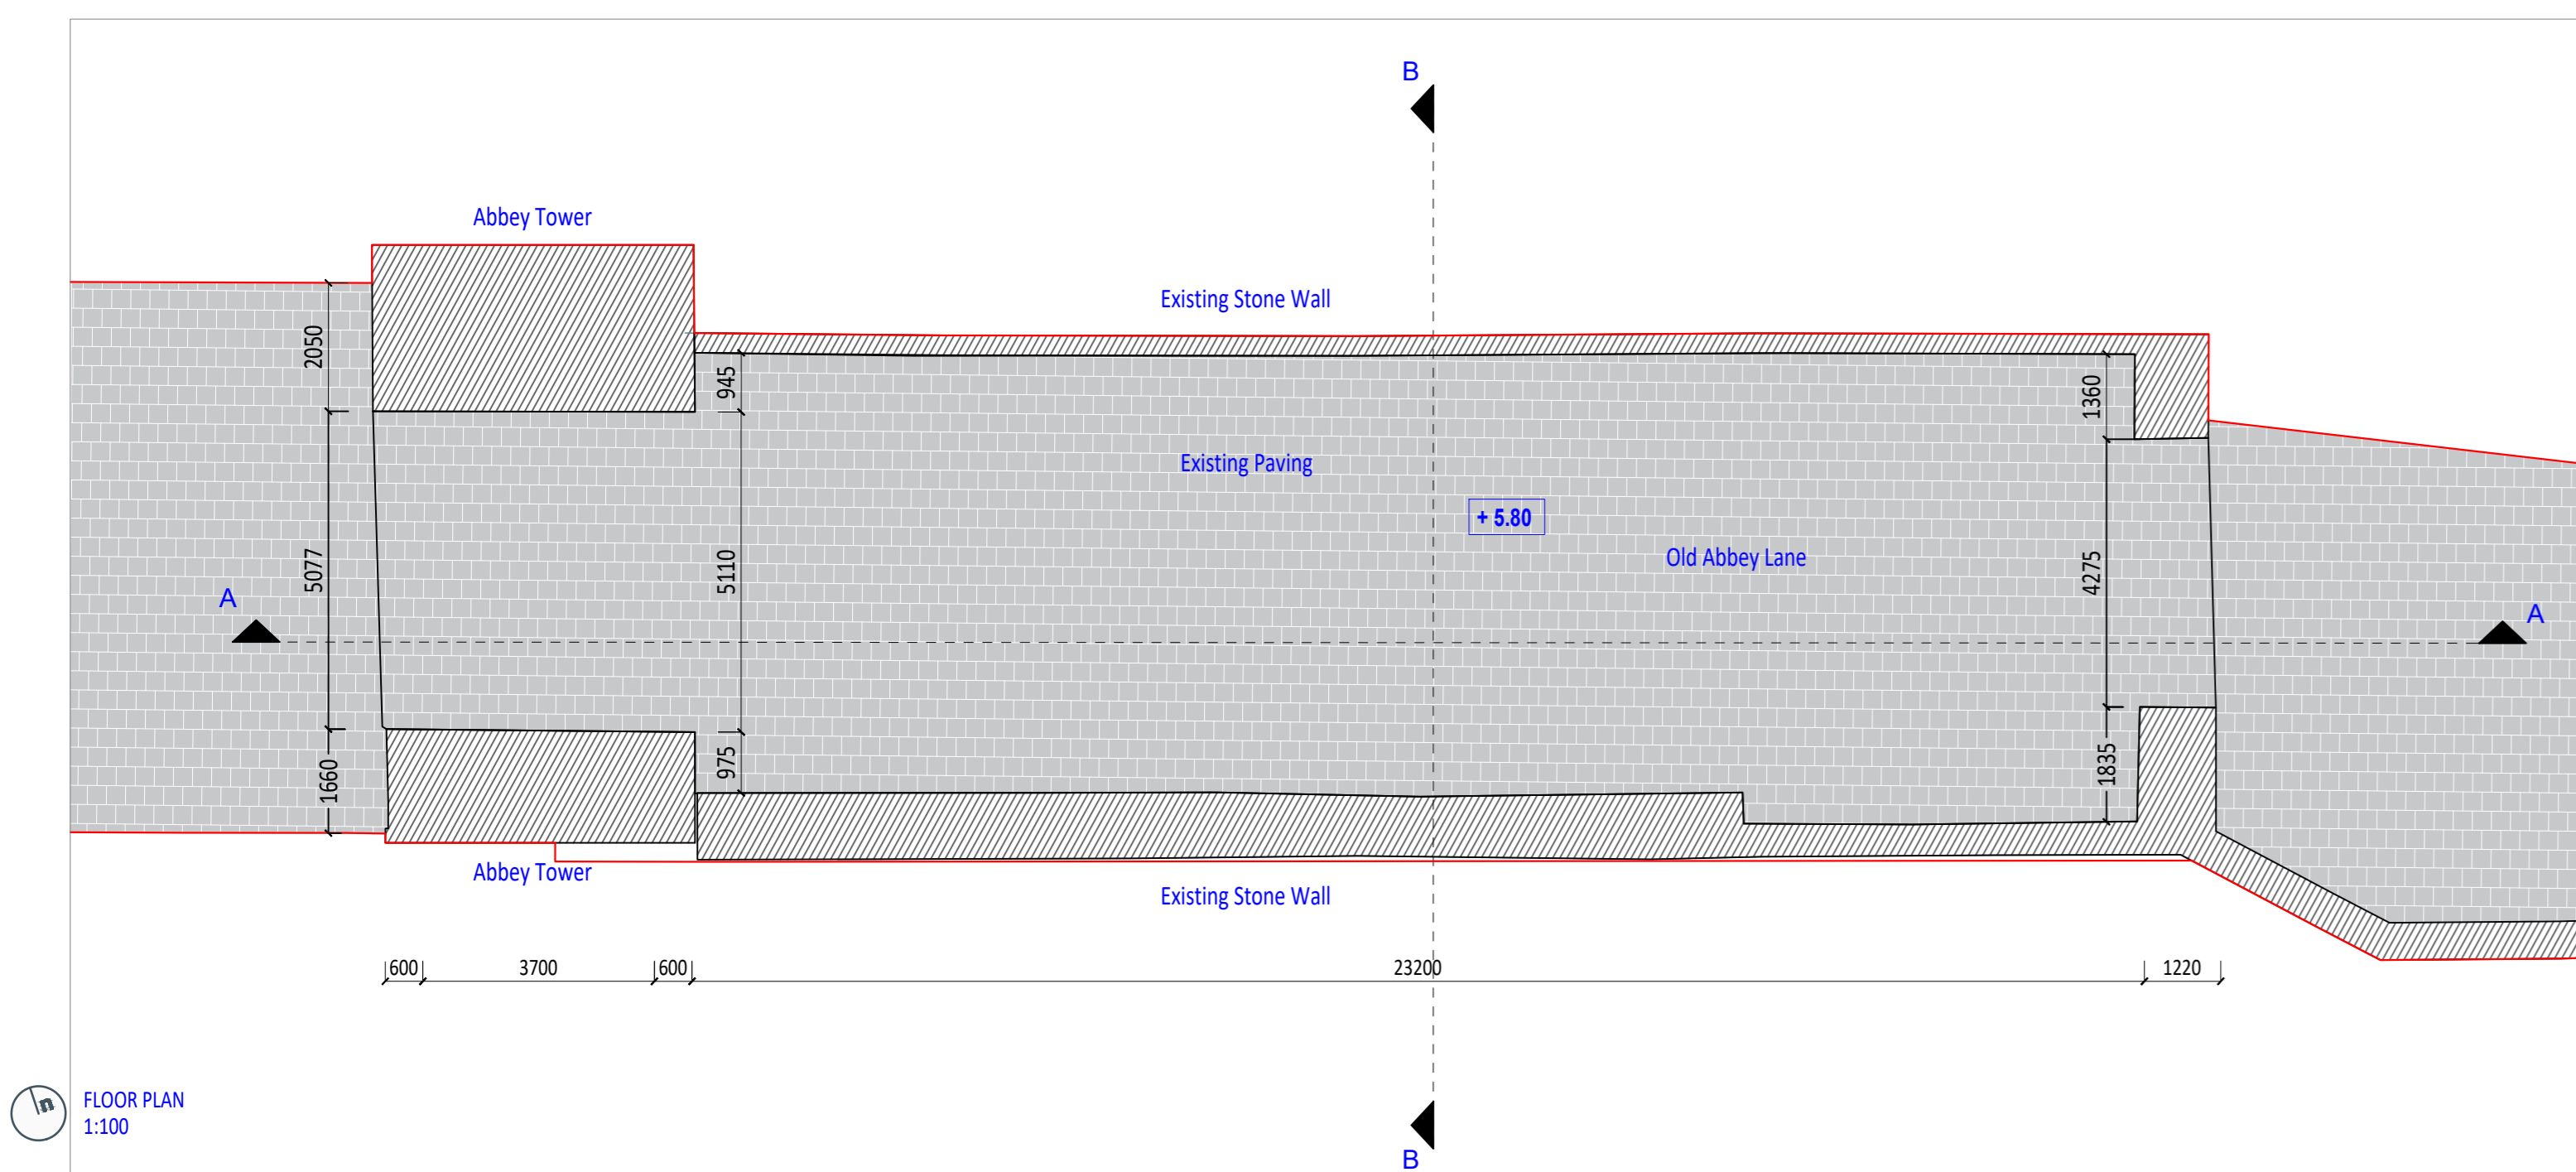 B
Abbey Tower
Existing Stone Wall
2050
945
1360
Existing Paving
+ 5.80
Old Abbey Lane
5077
5110
4275
A
A
1660
975
1835
Abbey Tower
Existing Stone Wall
600 3700 600 23200 1220
n
FLOOR PLAN
1:100
B